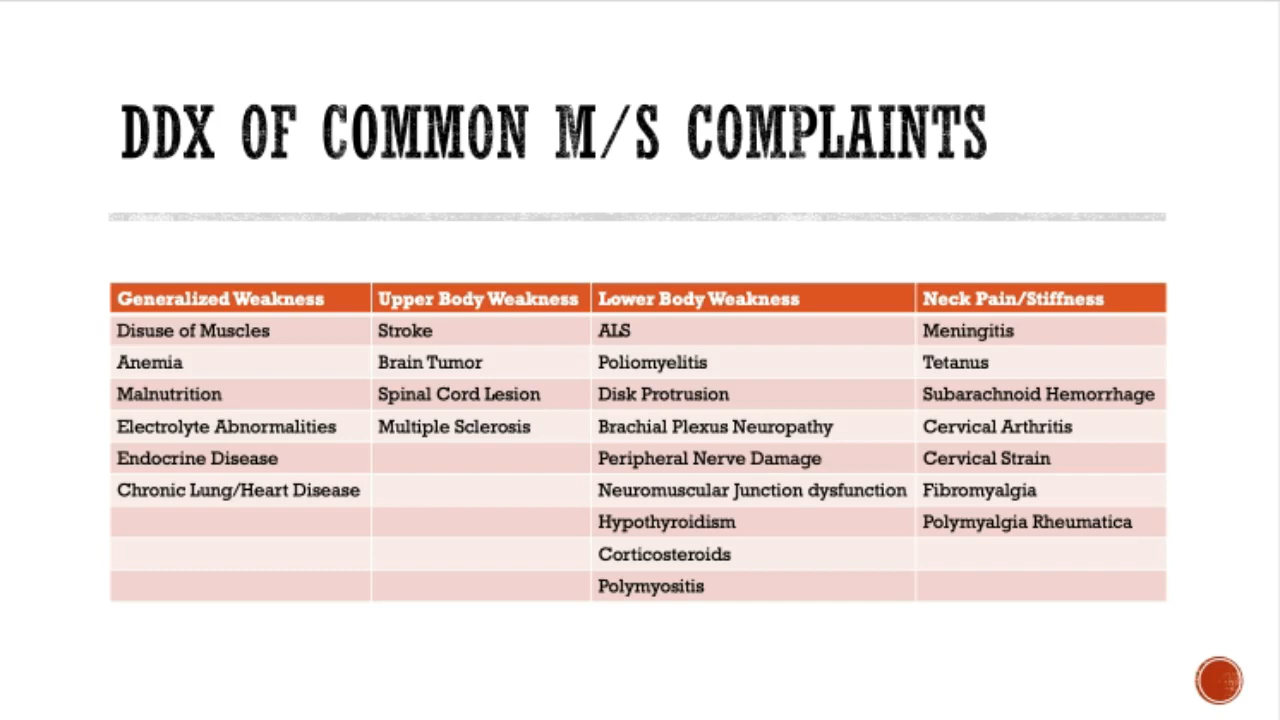 DDX OF COMMON M/S COMPLAINTS
Generalized Weakness Upper Body Weakness Lower Body Weakness Neck Pain/Stiffness
Disuse of Muscles Stroke ALS Meningitis
Anemia Brain Tumor Poliomyelitis Tetanus
Malnutrition Spinal Cord Lesion Disk Protrusion Subarachnoid Hemorrhage
Electrolyte Abnormalities Multiple Sclerosis Brachial Plexus Neuropathy Cervical Arthritis
Endocrine Disease Peripheral Nerve Damage Cervical Strain
Chronic Lung/Heart Disease Neuromuscular Junction dysfunction Fibromyalgia
Hypothyroidism Polymyalgia Rheumatica
Corticosteroids
Polymyositis